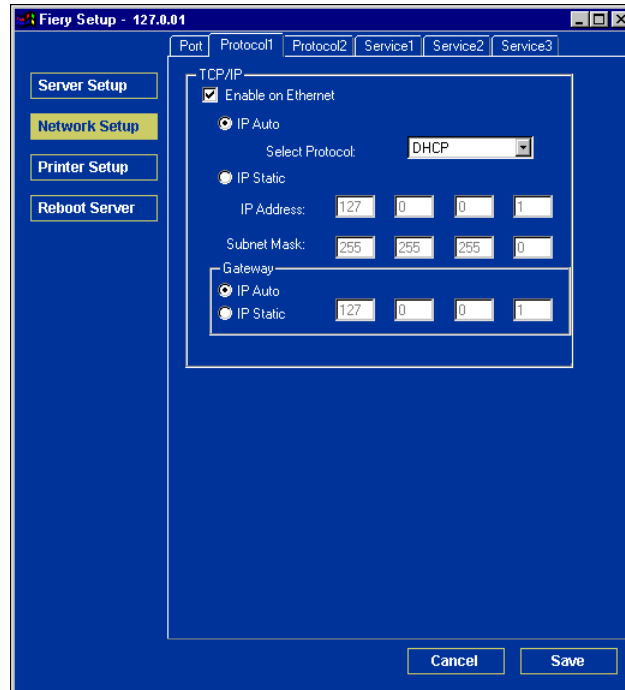 Fiery Setup - 127.0.01
Port Protocol1 Protocol2 Service1 Service2 Service3
Server Setup
Network Setup
Printer Setup
Reboot Server
TCP/IP
Enable on Ethernet
IP Auto
Select Protocol: DHCP
IP Static
IP Address: 127 0 0 1
Subnet Mask: 255 255 255 0
Gateway
IP Auto
IP Static 127 0 0 1
Cancel Save